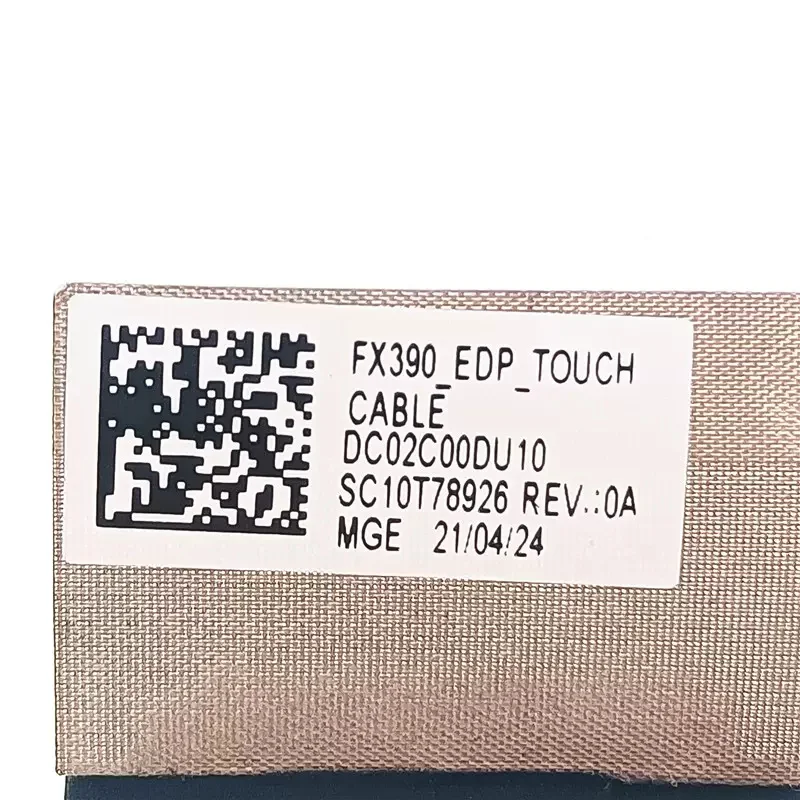 FX390_EDP_TOUCH
CABLE
DC02C00DU10
SC10T78926 REV.:0A
MGE 21/04/24